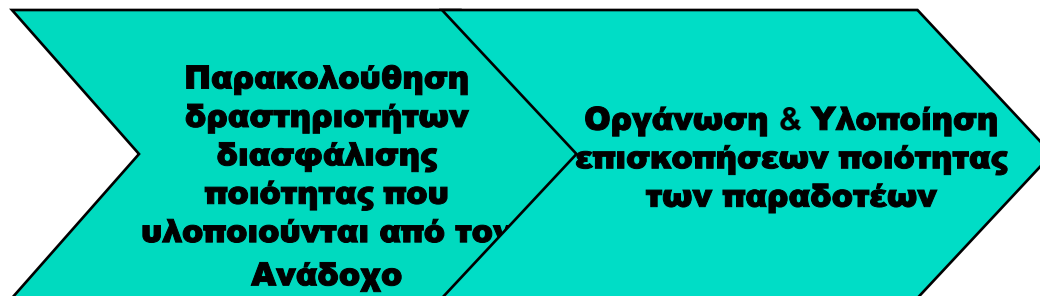 Παρακολούθηση
δραστηριοτήτων
διασφάλισης
ποιότητας που
υλοποιούνται από τον
Ανάδοχο
Οργάνωση & Υλοποίηση
επισκοπήσεων ποιότητας
των παραδοτέων